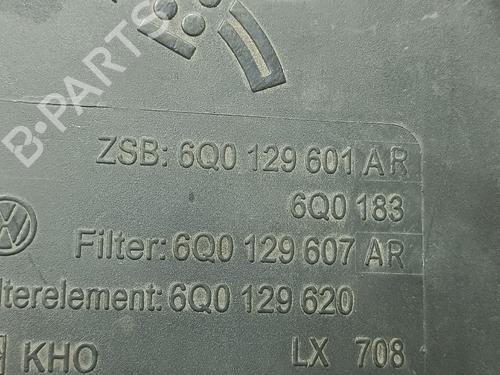 B-PARTS
ZSB: 6Q0 129 601 AR
6Q0 183
Filter: 6Q0 129 607 AR
lterelement: 6Q0 129 620
KHO LX 708